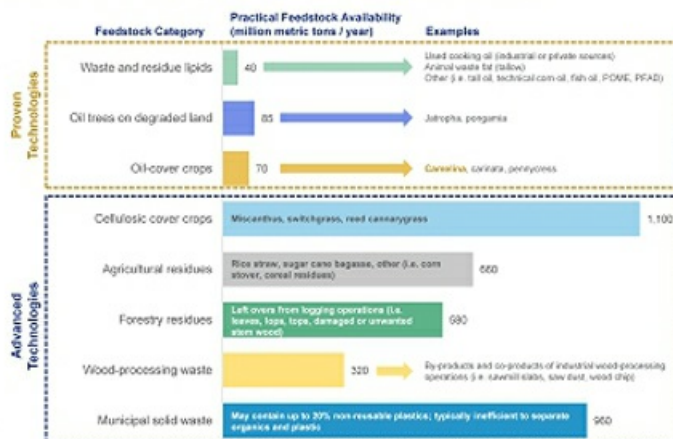 Feedstock Category
Practical Feedstock Availability
(million metric tons / year)
Examples
Proven
Technologies
Waste and residue lipids
40
Used cooking oil (industrial or private sources)
Animal waste fat (tallow)
Other (i.e. tall oil, technical corn oil, fish oil, POME, PFAD)
Oil trees on degraded land
85
Jatropha, pongamia
Oil-cover crops
70
Camelina, carinata, pennycress
Advanced
Technologies
Cellulosic cover crops
Miscanthus, switchgrass, reed cannarygrass
1,100
Agricultural residues
Rice straw, sugar cane bagasse, other (i.e. corn
stover, cereal residues)
660
Forestry residues
Left overs from logging operations (i.e.
leaves, lops, tops, damaged or unwanted
stem wood)
580
Wood-processing waste
320
By-products and co-products of industrial wood-processing
operations (i.e. sawmill slabs, saw dust, wood chip)
Municipal solid waste
May contain up to 20% non-reusable plastics; typically inefficient to separate
organics and plastic
960